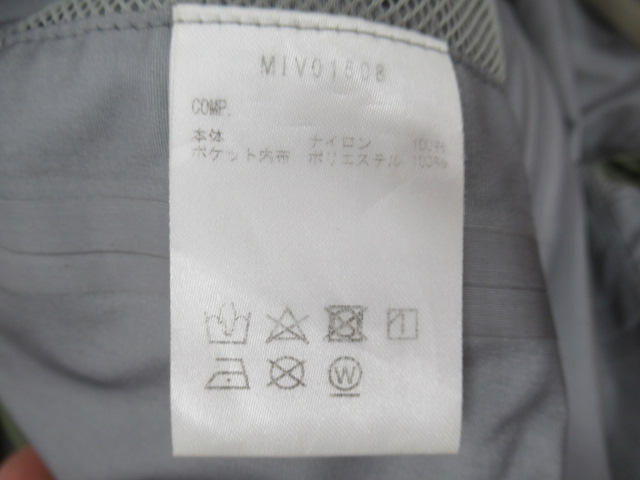 MIV01608
COMP.
本体 ナイロン 100%
ポケット内布 ポリエステル 100%
W